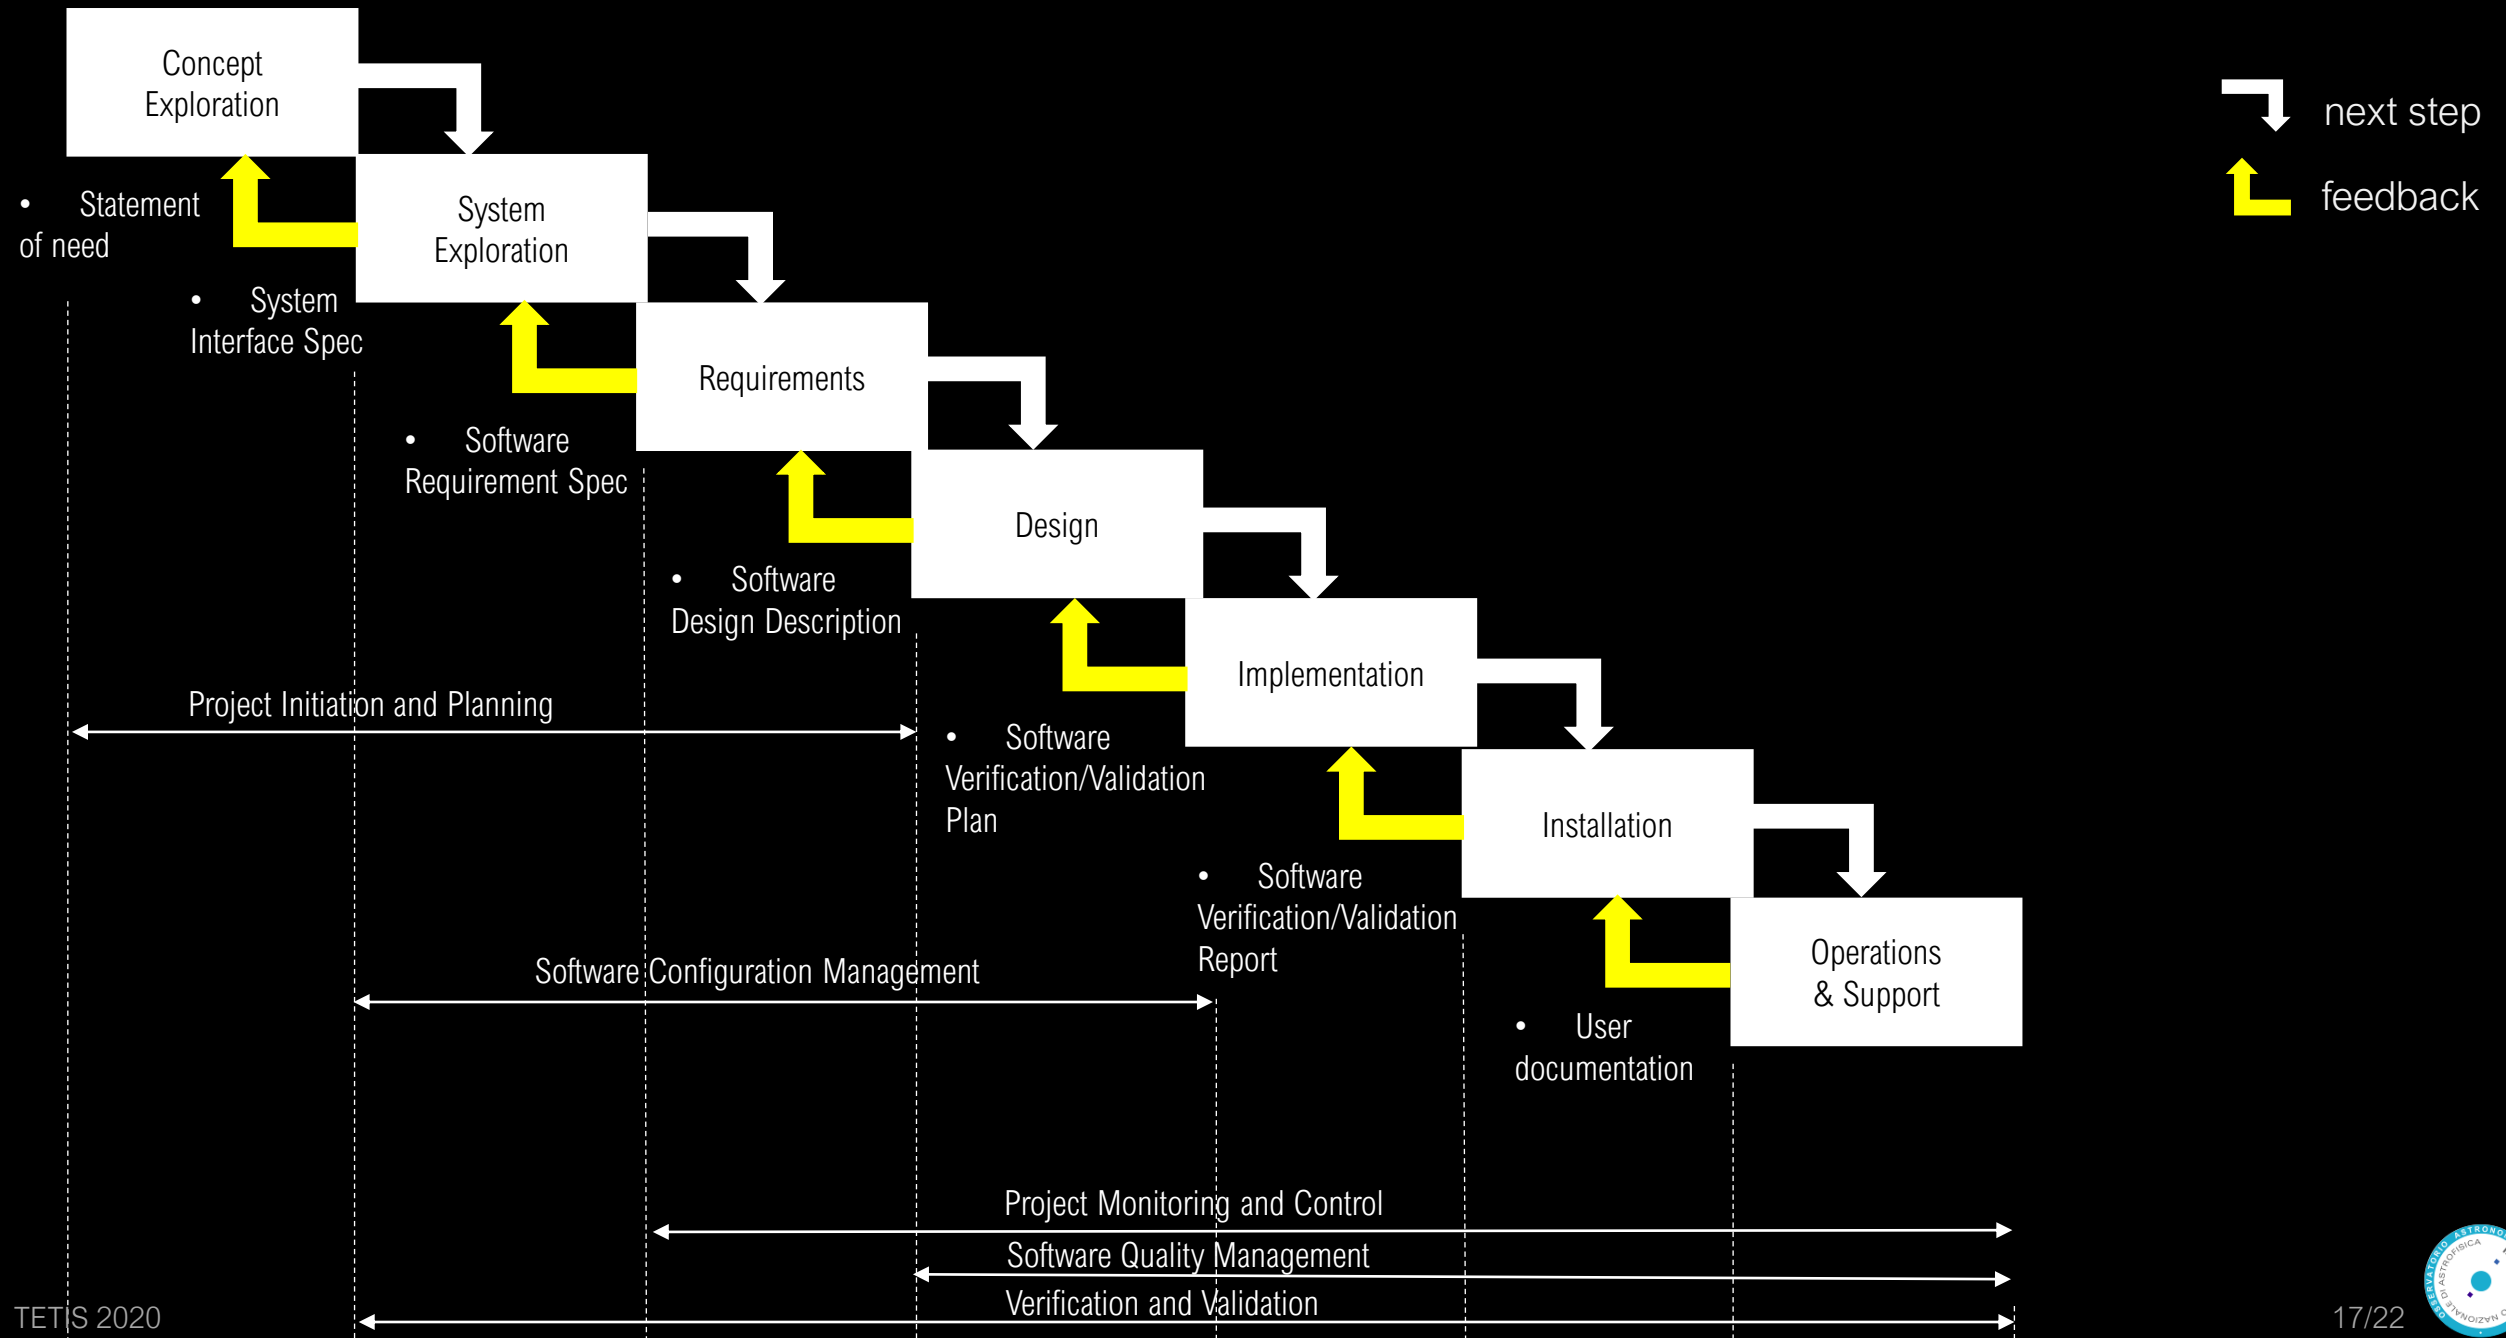 Concept
Exploration
next step
feedback
• Statement
of need
System
Exploration
• System
Interface Spec
Requirements
• Software
Requirement Spec
Design
• Software
Design Description
Implementation
Project Initiation and Planning
• Software
Verification/Validation
Plan
Installation
• Software
Verification/Validation
Report
Operations
& Support
Software Configuration Management
• User
documentation
Project Monitoring and Control
Software Quality Management
Verification and Validation
TETIS 2020
17/22